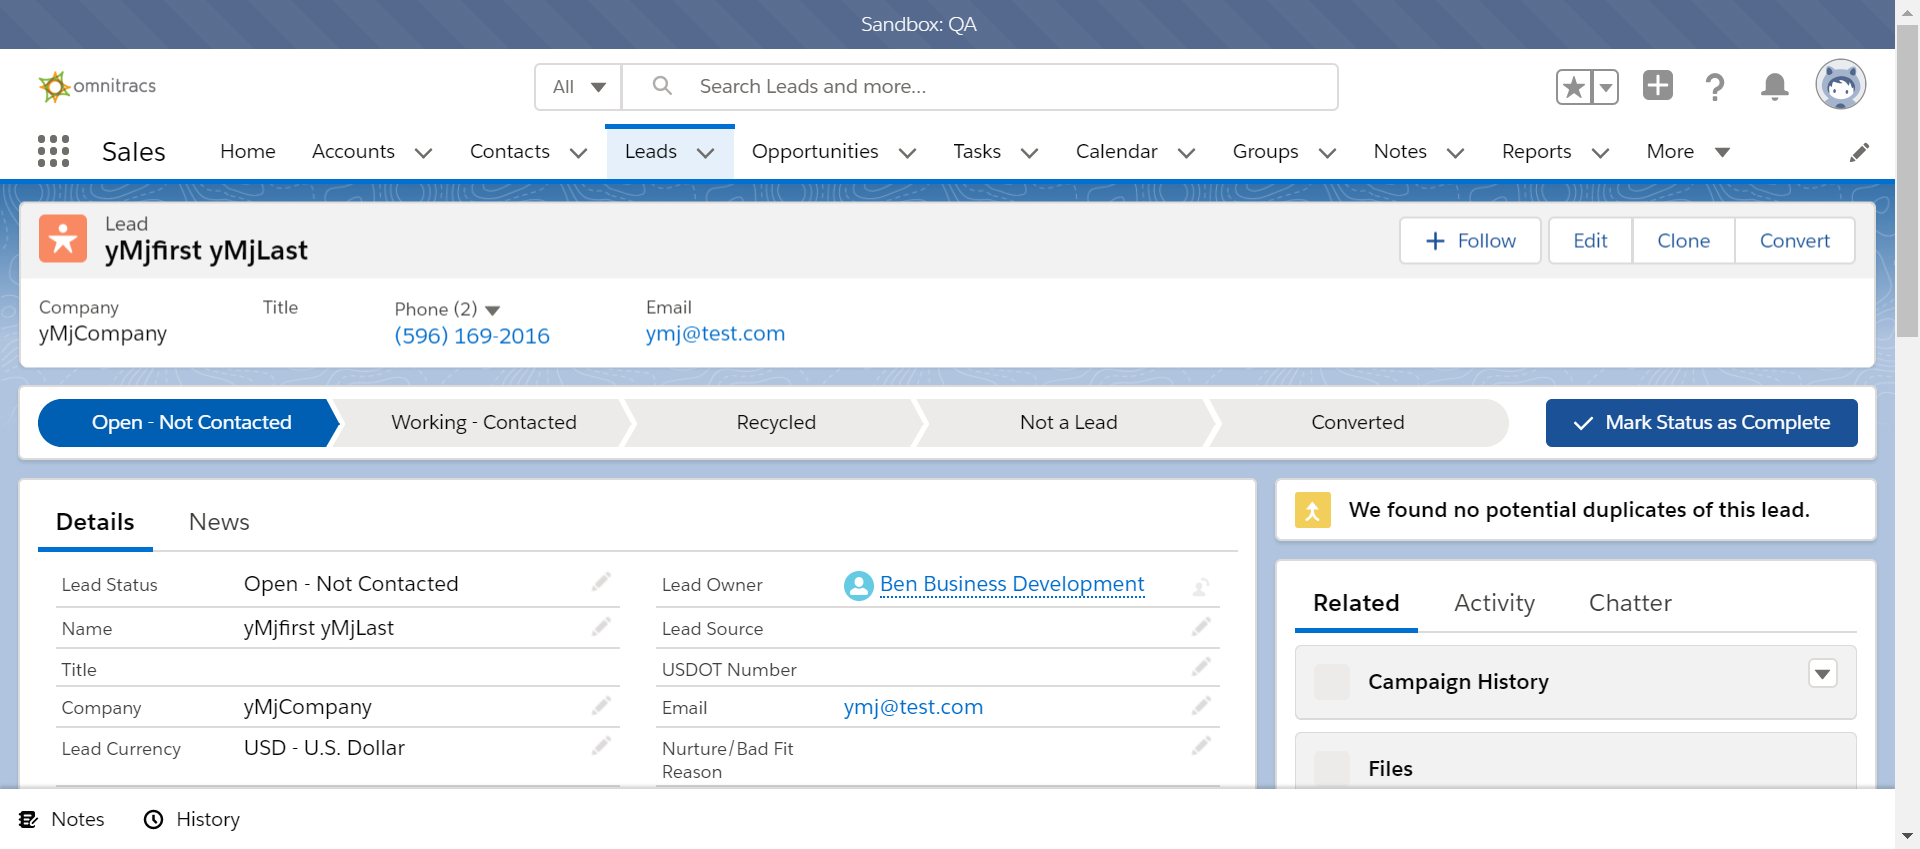 Sandbox: QA
omnitracs
All
Search Leads and more...
Sales Home Accounts Contacts Leads Opportunities Tasks Calendar Groups Notes Reports More
Lead
yMjfirst yMjLast
Follow Edit Clone Convert
Company Title Phone (2) Email
yMjCompany (596) 169-2016 ymj@test.com
Open - Not Contacted Working - Contacted Recycled Not a Lead Converted Mark Status as Complete
Details News
We found no potential duplicates of this lead.
Lead Status Open - Not Contacted Lead Owner Ben Business Development
Name yMjfirst yMjLast Lead Source
Title USDOT Number
Company yMjCompany Email ymj@test.com
Lead Currency USD - U.S. Dollar Nurture/Bad Fit
Reason
Related Activity Chatter
Campaign History
Files
Notes History